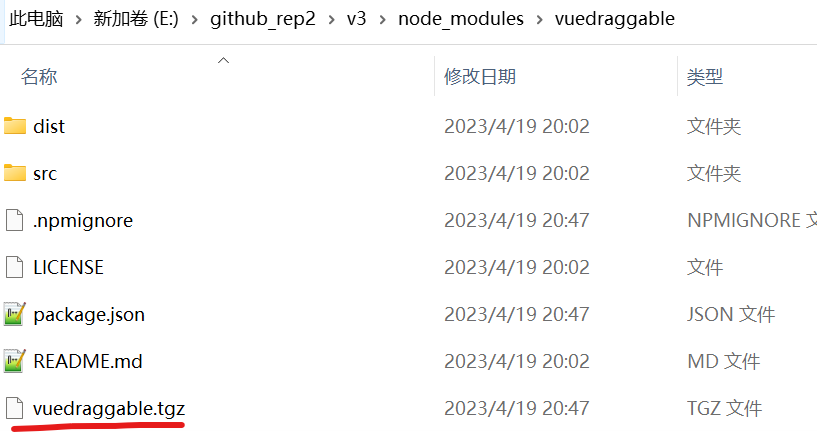 此电脑 > 新加卷 (E:) > github_rep2 > v3 > node_modules > vuedraggable
名称 修改日期 类型
dist 2023/4/19 20:02 文件夹
src 2023/4/19 20:02 文件夹
.npmignore 2023/4/19 20:47 NPMIGNORE 文
LICENSE 2023/4/19 20:02 文件
package.json 2023/4/19 20:47 JSON 文件
README.md 2023/4/19 20:02 MD 文件
vuedraggable.tgz 2023/4/19 20:47 TGZ 文件